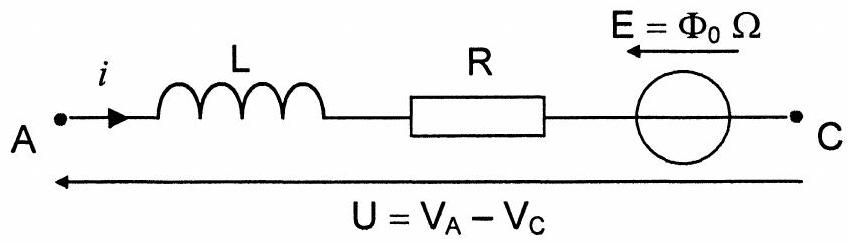 E = Φ₀ Ω
i
L
R
A
C
U = V_A – V_C